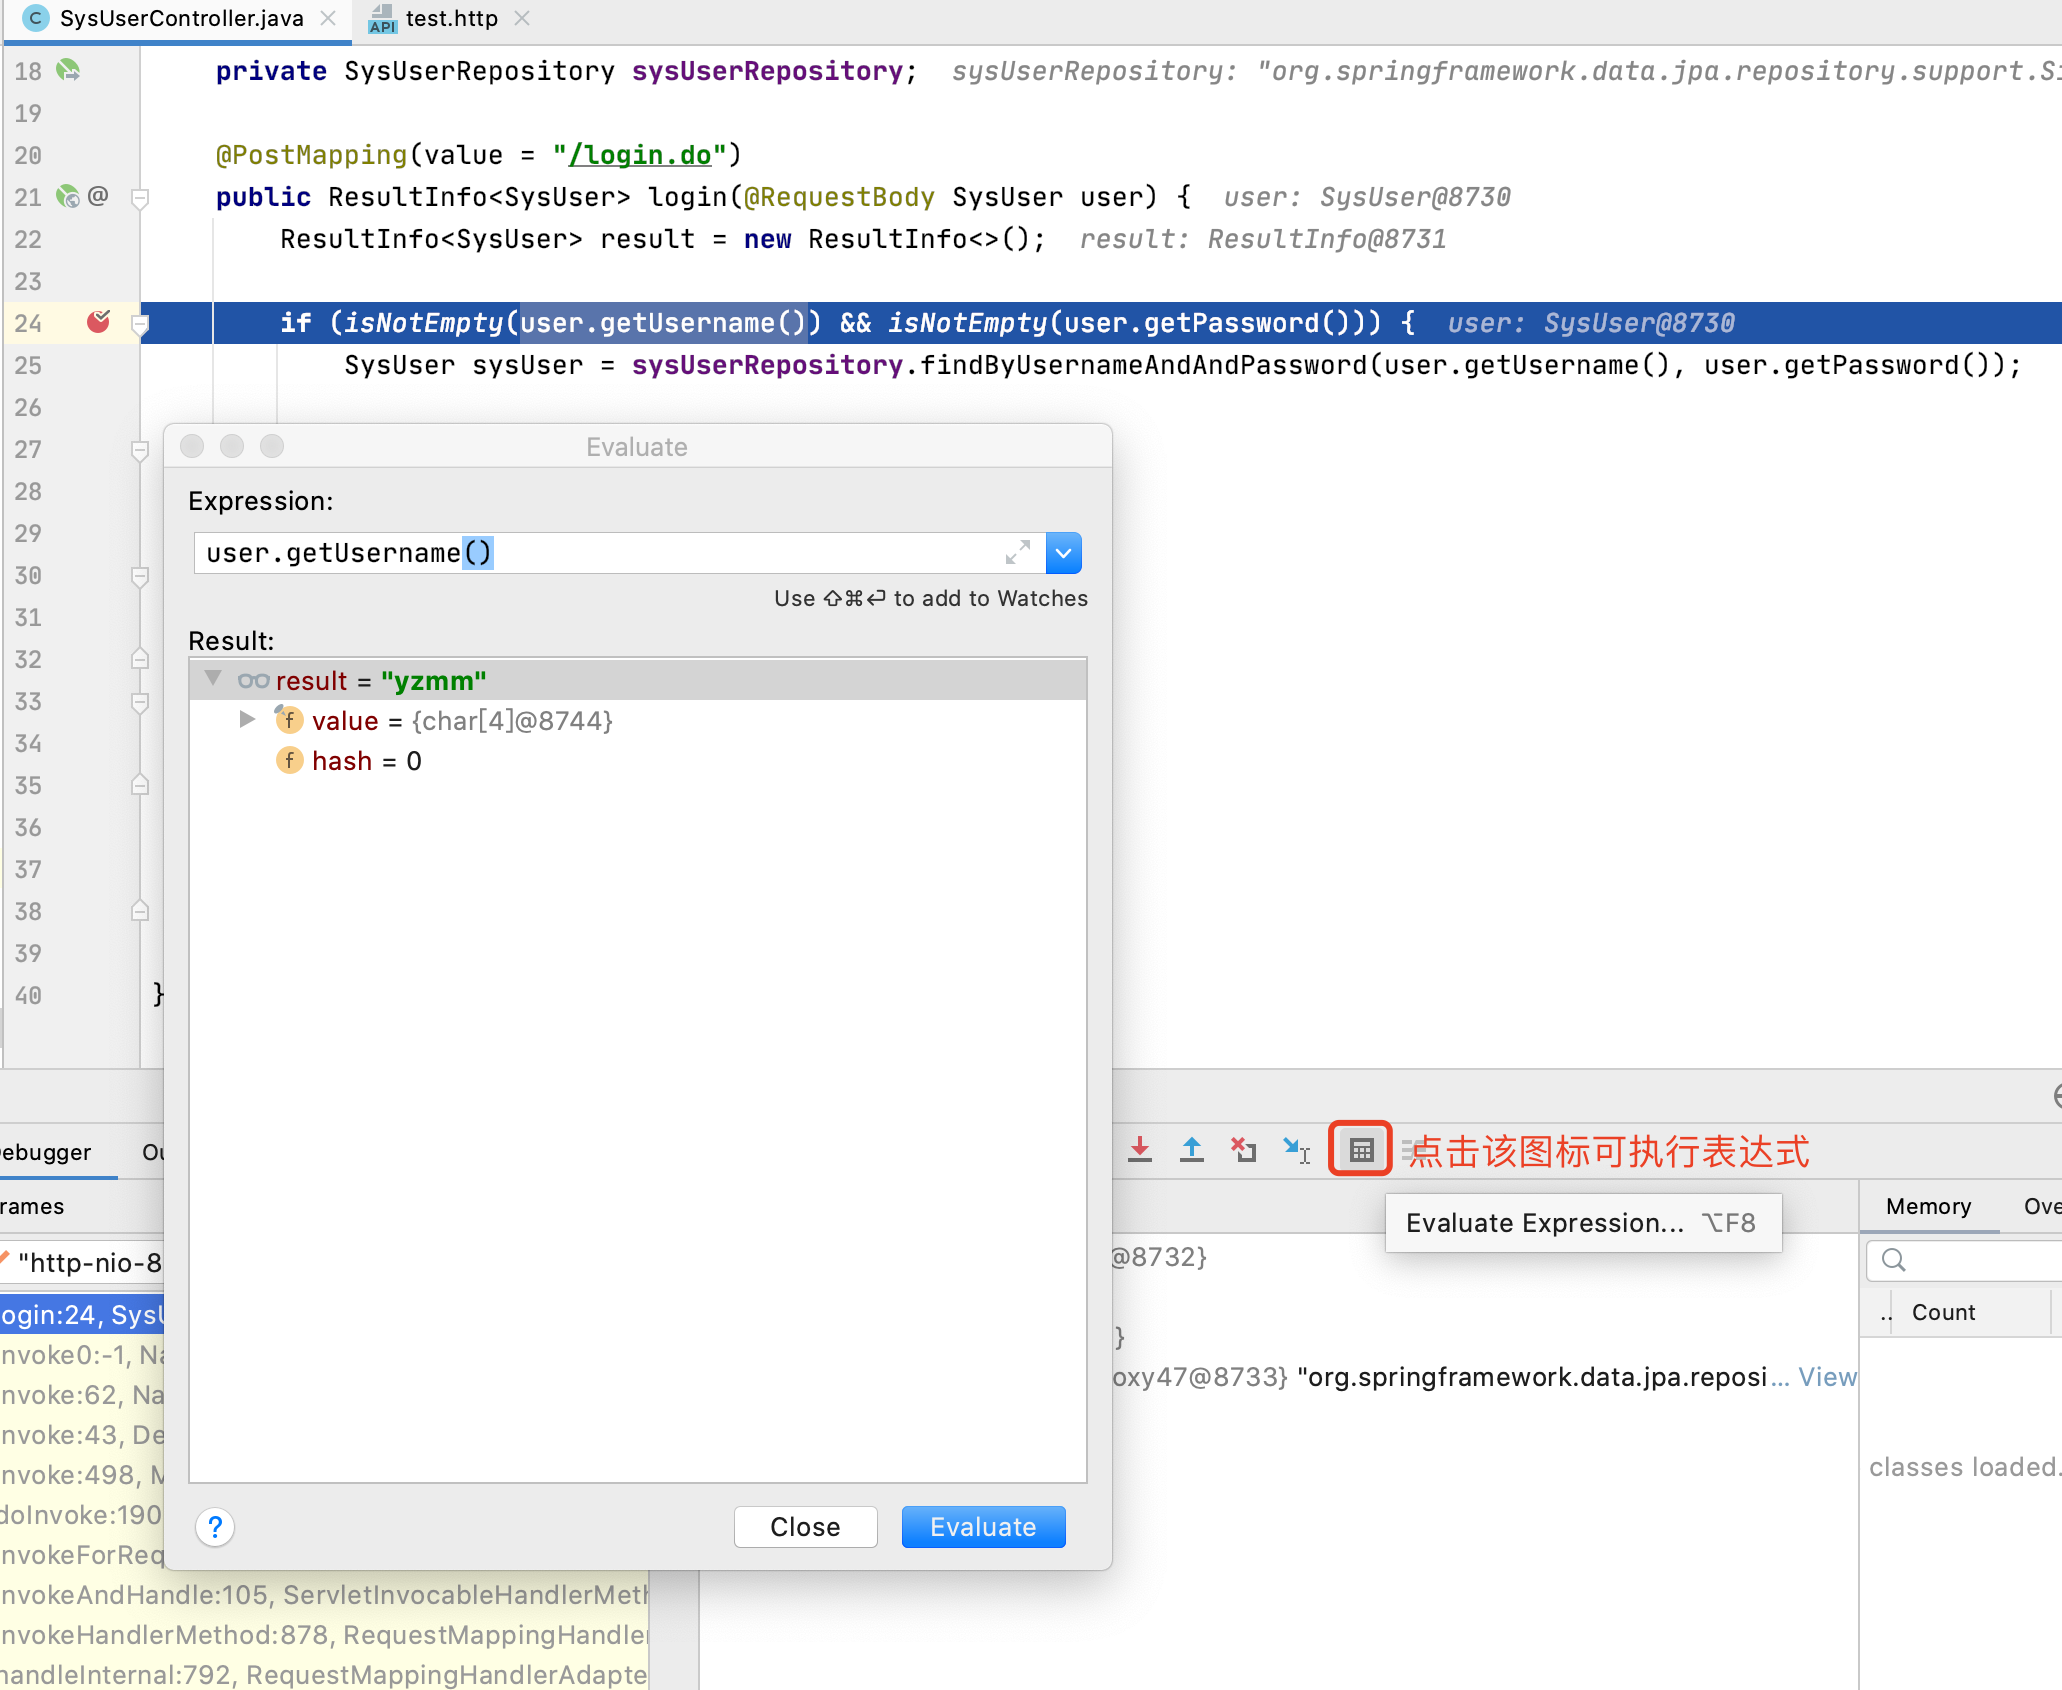 SysUserController.java
API test.http
18 private SysUserRepository sysUserRepository; sysUserRepository: "org.springframework.data.jpa.repository.support.Si
19
20 @PostMapping(value = "/login.do")
21 @ public ResultInfo<SysUser> login(@RequestBody SysUser user) { user: SysUser@8730
22 ResultInfo<SysUser> result = new ResultInfo<>(); result: ResultInfo@8731
23
24 if (isNotEmpty(user.getUsername()) && isNotEmpty(user.getPassword())) { user: SysUser@8730
25 SysUser sysUser = sysUserRepository.findByUsernameAndAndPassword(user.getUsername(), user.getPassword());
26
27
28
29
30
31
32
33
34
35
36
37
38
39
40 }
Evaluate
Expression:
user.getUsername()
Use ⇧⌘⏎ to add to Watches
Result:
result = "yzmm"
f value = {char[4]@8744}
f hash = 0
? Close Evaluate
点击该图标可执行表达式
Evaluate Expression... ⌥F8
ebugger Ou
rames
"http-nio-8
ogin:24, SysU
nvoke0:-1, Na
nvoke:62, Na
nvoke:43, De
nvoke:498, M
doInvoke:190
nvokeForReq
nvokeAndHandle:105, ServletInvocableHandlerMeth
nvokeHandlerMethod:878, RequestMappingHandler
handleInternal:792, RequestMappingHandlerAdapte
@8732}
}
oxy47@8733} "org.springframework.data.jpa.reposi... View
Memory Ove
.. Count
classes loaded.